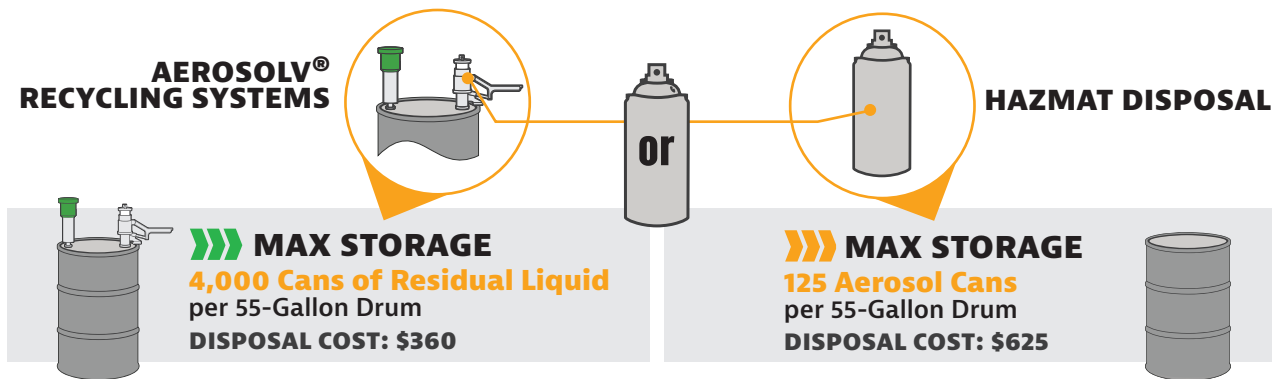 AEROSOLV®
RECYCLING SYSTEMS
or
HAZMAT DISPOSAL
MAX STORAGE
4,000 Cans of Residual Liquid
per 55-Gallon Drum
DISPOSAL COST: $360
MAX STORAGE
125 Aerosol Cans
per 55-Gallon Drum
DISPOSAL COST: $625